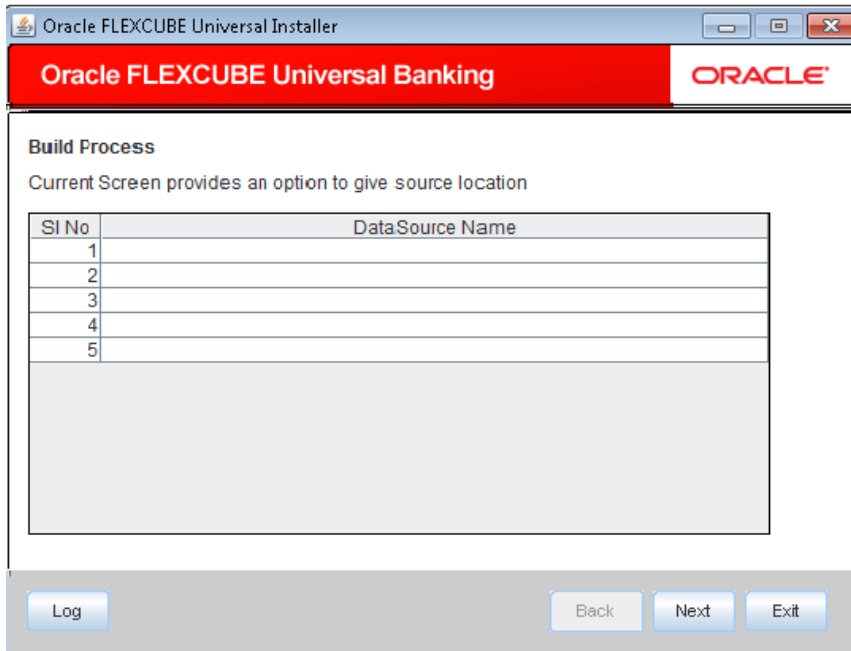 Oracle FLEXCUBE Universal Installer
Oracle FLEXCUBE Universal Banking
ORACLE
Build Process
Current Screen provides an option to give source location
Sl No DataSource Name
1
2
3
4
5
Log Back Next Exit